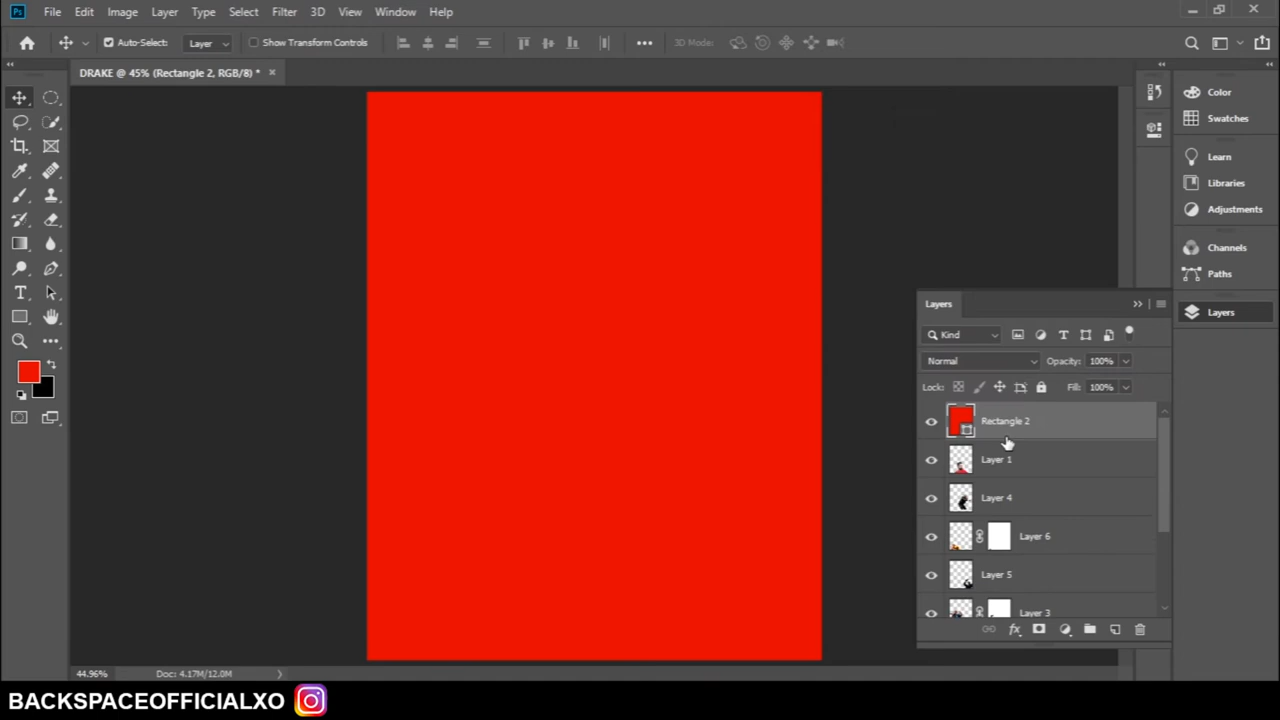 Ps File Edit Image Layer Type Select Filter 3D View Window Help
Auto-Select: Layer Show Transform Controls 3D Mode:
DRAKE @ 45% (Rectangle 2, RGB/8) * ×
Color
Swatches
Learn
Libraries
Adjustments
Channels
Paths
Layers
Layers
Kind
Normal Opacity: 100%
Lock: Fill: 100%
Rectangle 2
Layer 1
Layer 4
Layer 6
Layer 5
Layer 3
44.96% Doc: 4.17M/12.0M
BACKSPACEOFFICIALXO